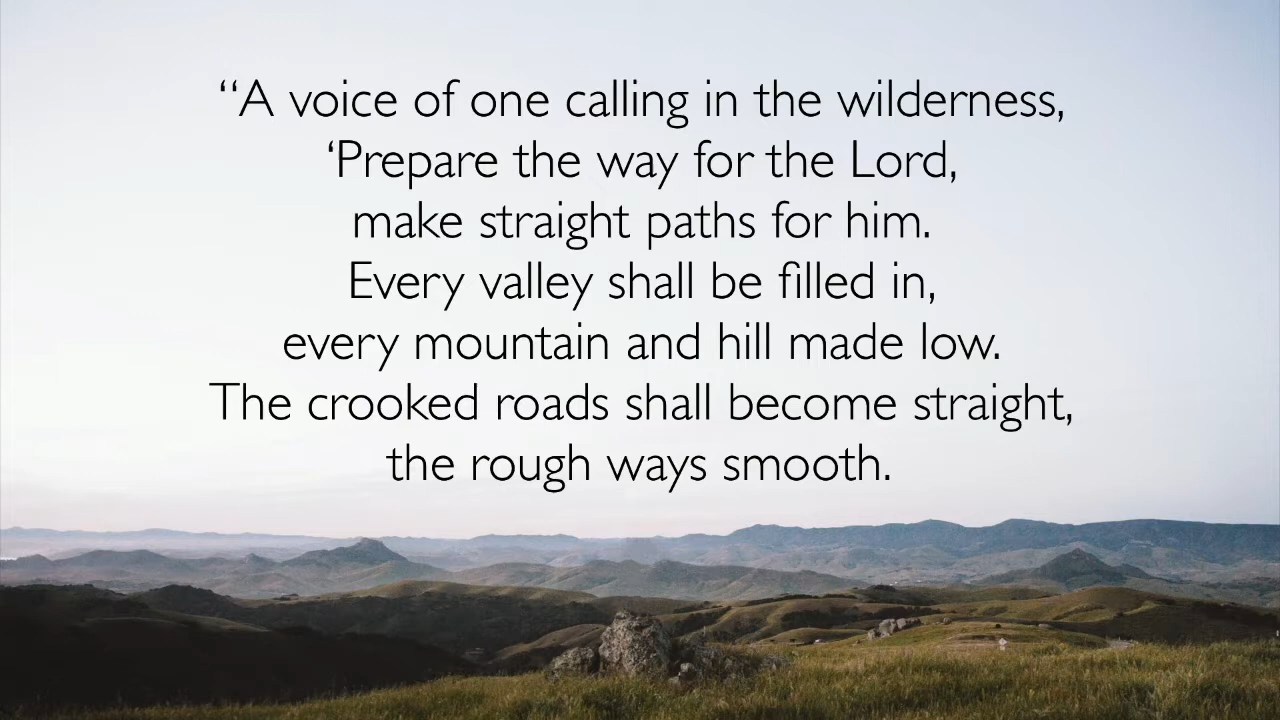 “A voice of one calling in the wilderness,
‘Prepare the way for the Lord,
make straight paths for him.
Every valley shall be filled in,
every mountain and hill made low.
The crooked roads shall become straight,
the rough ways smooth.